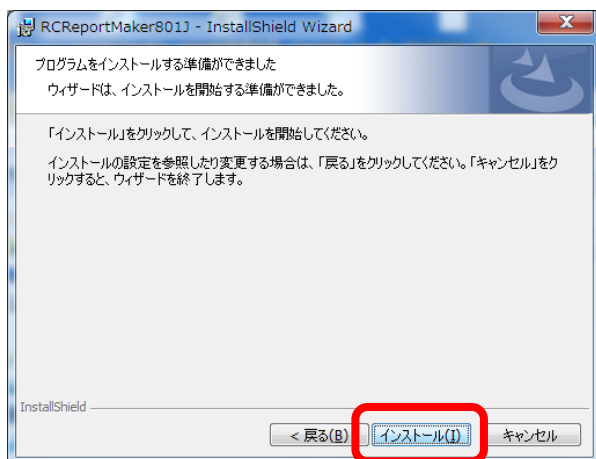 RCReportMaker801J - InstallShield Wizard
プログラムをインストールする準備ができました
ウィザードは、インストールを開始する準備ができました。
「インストール」をクリックして、インストールを開始してください。
インストールの設定を参照したり変更する場合は、「戻る」をクリックしてください。「キャンセル」をク
リックすると、ウィザードを終了します。
InstallShield
< 戻る(B)
インストール(I)
キャンセル